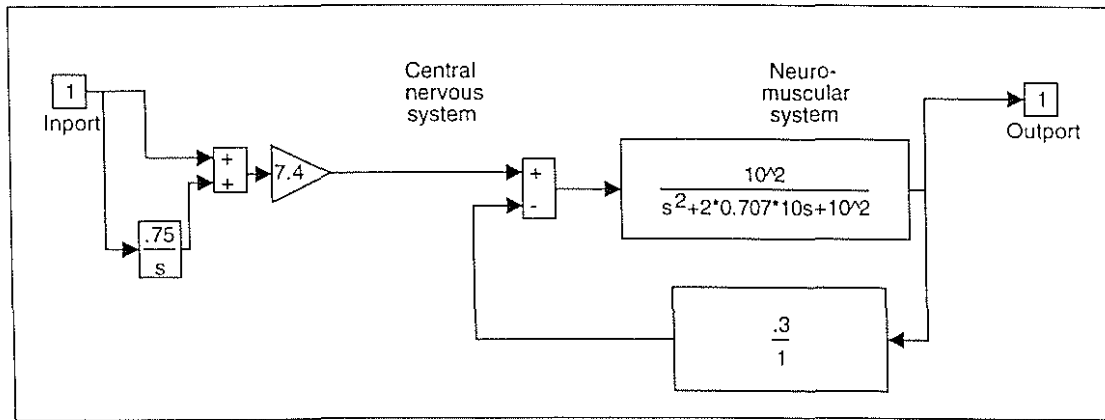 Central
nervous
system
Neuro-
muscular
system
1
Inport
+
+
7.4
.75
s
+
-
10^2
s²+2*0.707*10s+10^2
1
Outport
.3
1